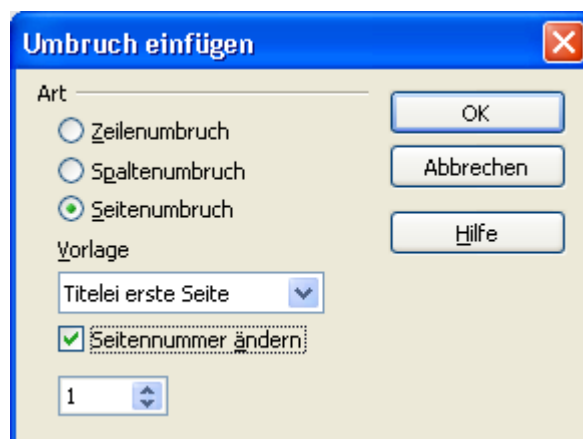 Umbruch einfügen
Art
Zeilenumbruch
Spaltenumbruch
Seitenumbruch
Vorlage
Titelei erste Seite
Seitennummer ändern
1
OK
Abbrechen
Hilfe